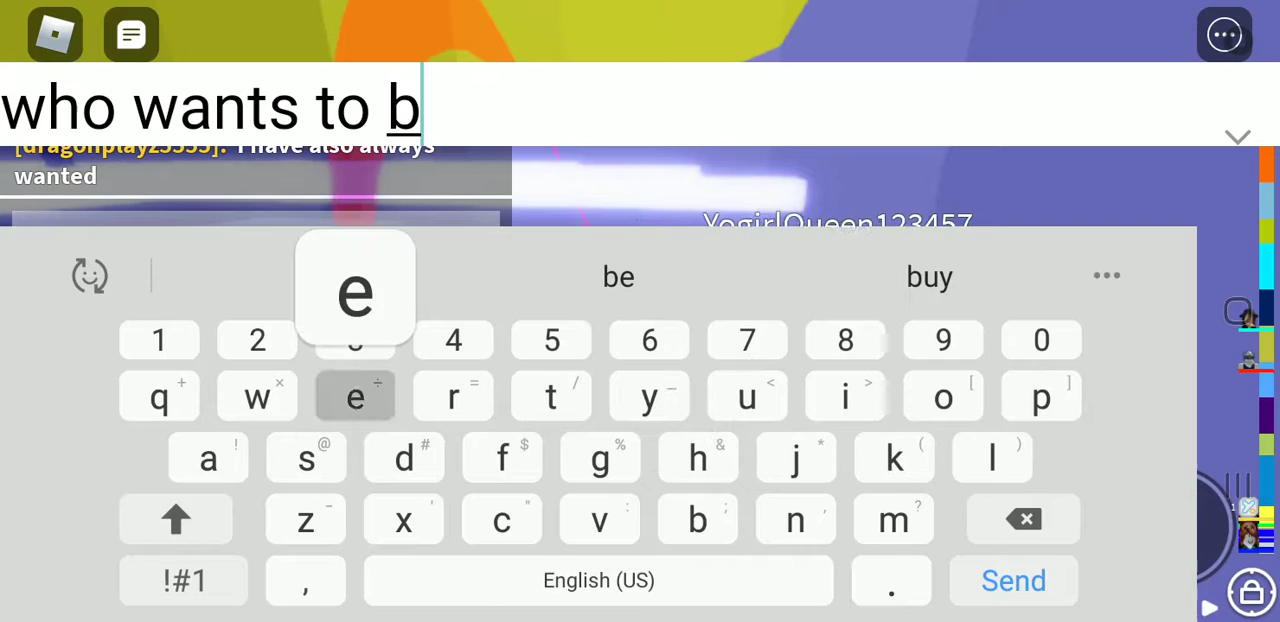 who wants to b
[dragonplayz5555]: I have also always
wanted
YogirlQueen123457
e
be
buy
1 2 4 5 6 7 8 9 0
q + w × e ÷ r = t / y _ u < i > o [ p ]
a ! s @ d # f $ g % h & j * k ( l )
z - x ' c " v : b ; n , m ?
!#1 , English (US) . Send